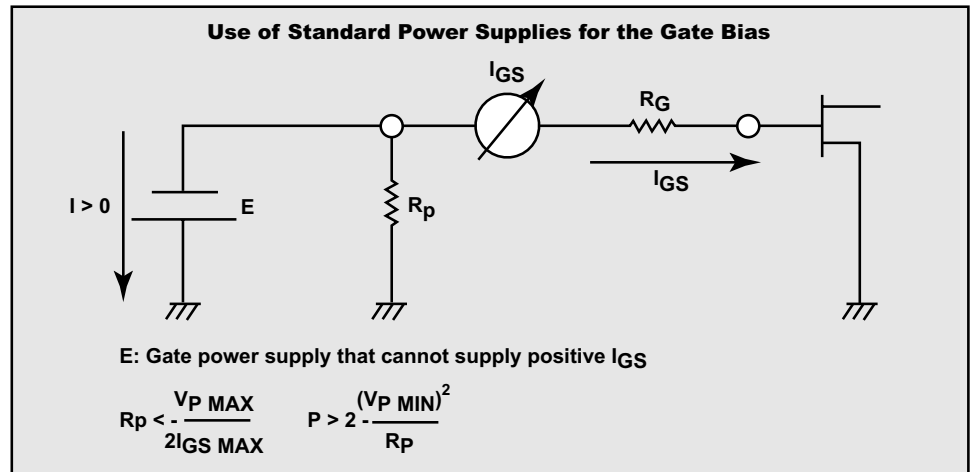 Use of Standard Power Supplies for the Gate Bias
IGS
RG
I > 0
E
Rp
IGS
E: Gate power supply that cannot supply positive IGS
Rp < - VP MAX / 2IGS MAX P > 2 - (VP MIN)² / RP